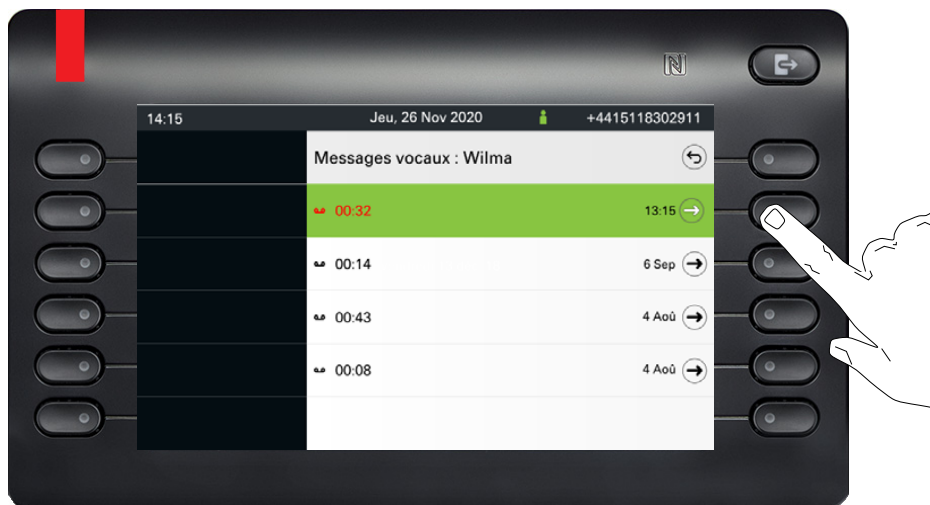 14:15 Jeu, 26 Nov 2020 +4415118302911
Messages vocaux : Wilma
00:32 13:15
00:14 6 Sep
00:43 4 Aoû
00:08 4 Aoû